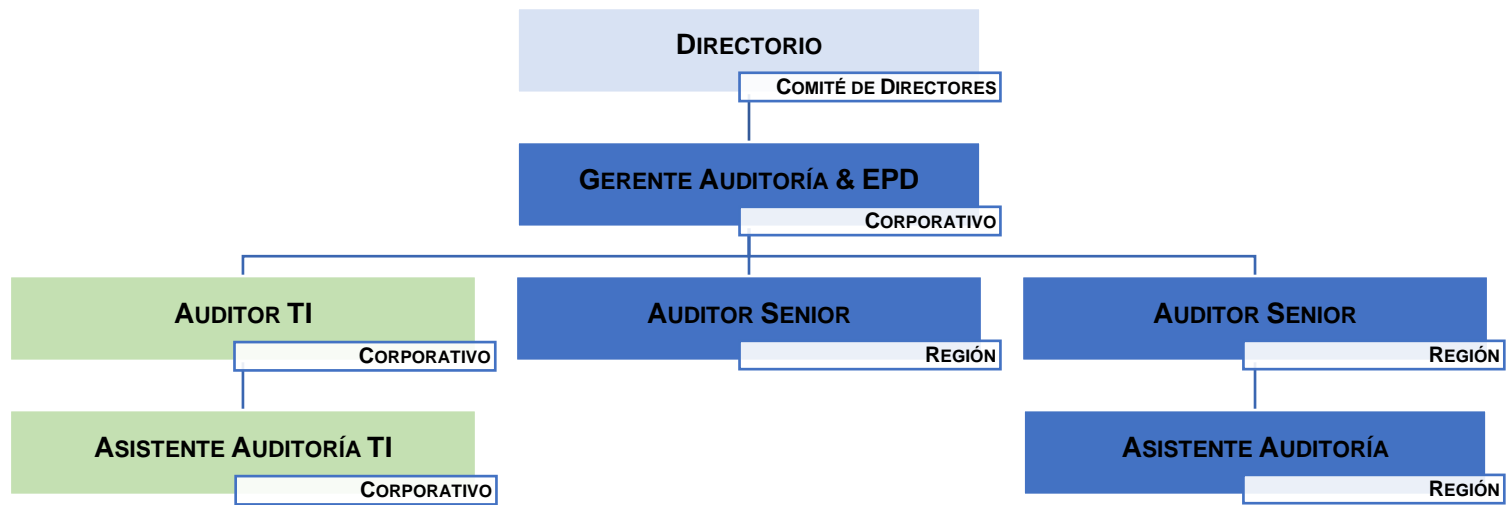 DIRECTORIO
COMITÉ DE DIRECTORES
GERENTE AUDITORÍA & EPD
CORPORATIVO
AUDITOR TI
CORPORATIVO
AUDITOR SENIOR
REGIÓN
AUDITOR SENIOR
REGIÓN
ASISTENTE AUDITORÍA TI
CORPORATIVO
ASISTENTE AUDITORÍA
REGIÓN